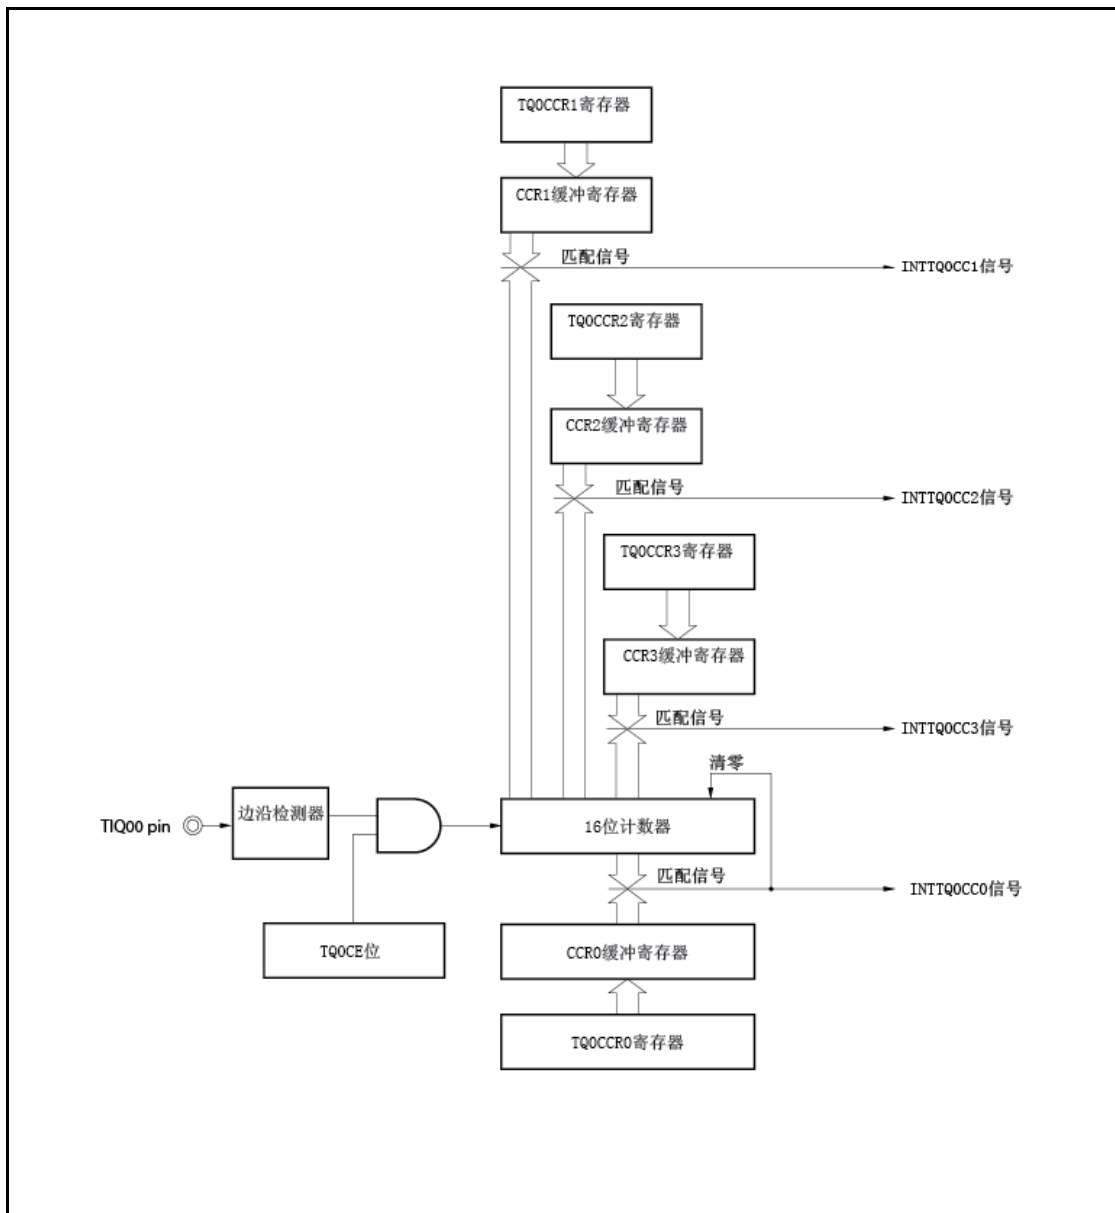 TQ0CCR1寄存器
CCR1缓冲寄存器
匹配信号
INTTQ0CC1信号
TQ0CCR2寄存器
CCR2缓冲寄存器
匹配信号
INTTQ0CC2信号
TQ0CCR3寄存器
CCR3缓冲寄存器
匹配信号
INTTQ0CC3信号
清零
TIQ00 pin
边沿检测器
16位计数器
匹配信号
INTTQ0CC0信号
TQ0CE位
CCR0缓冲寄存器
TQ0CCR0寄存器